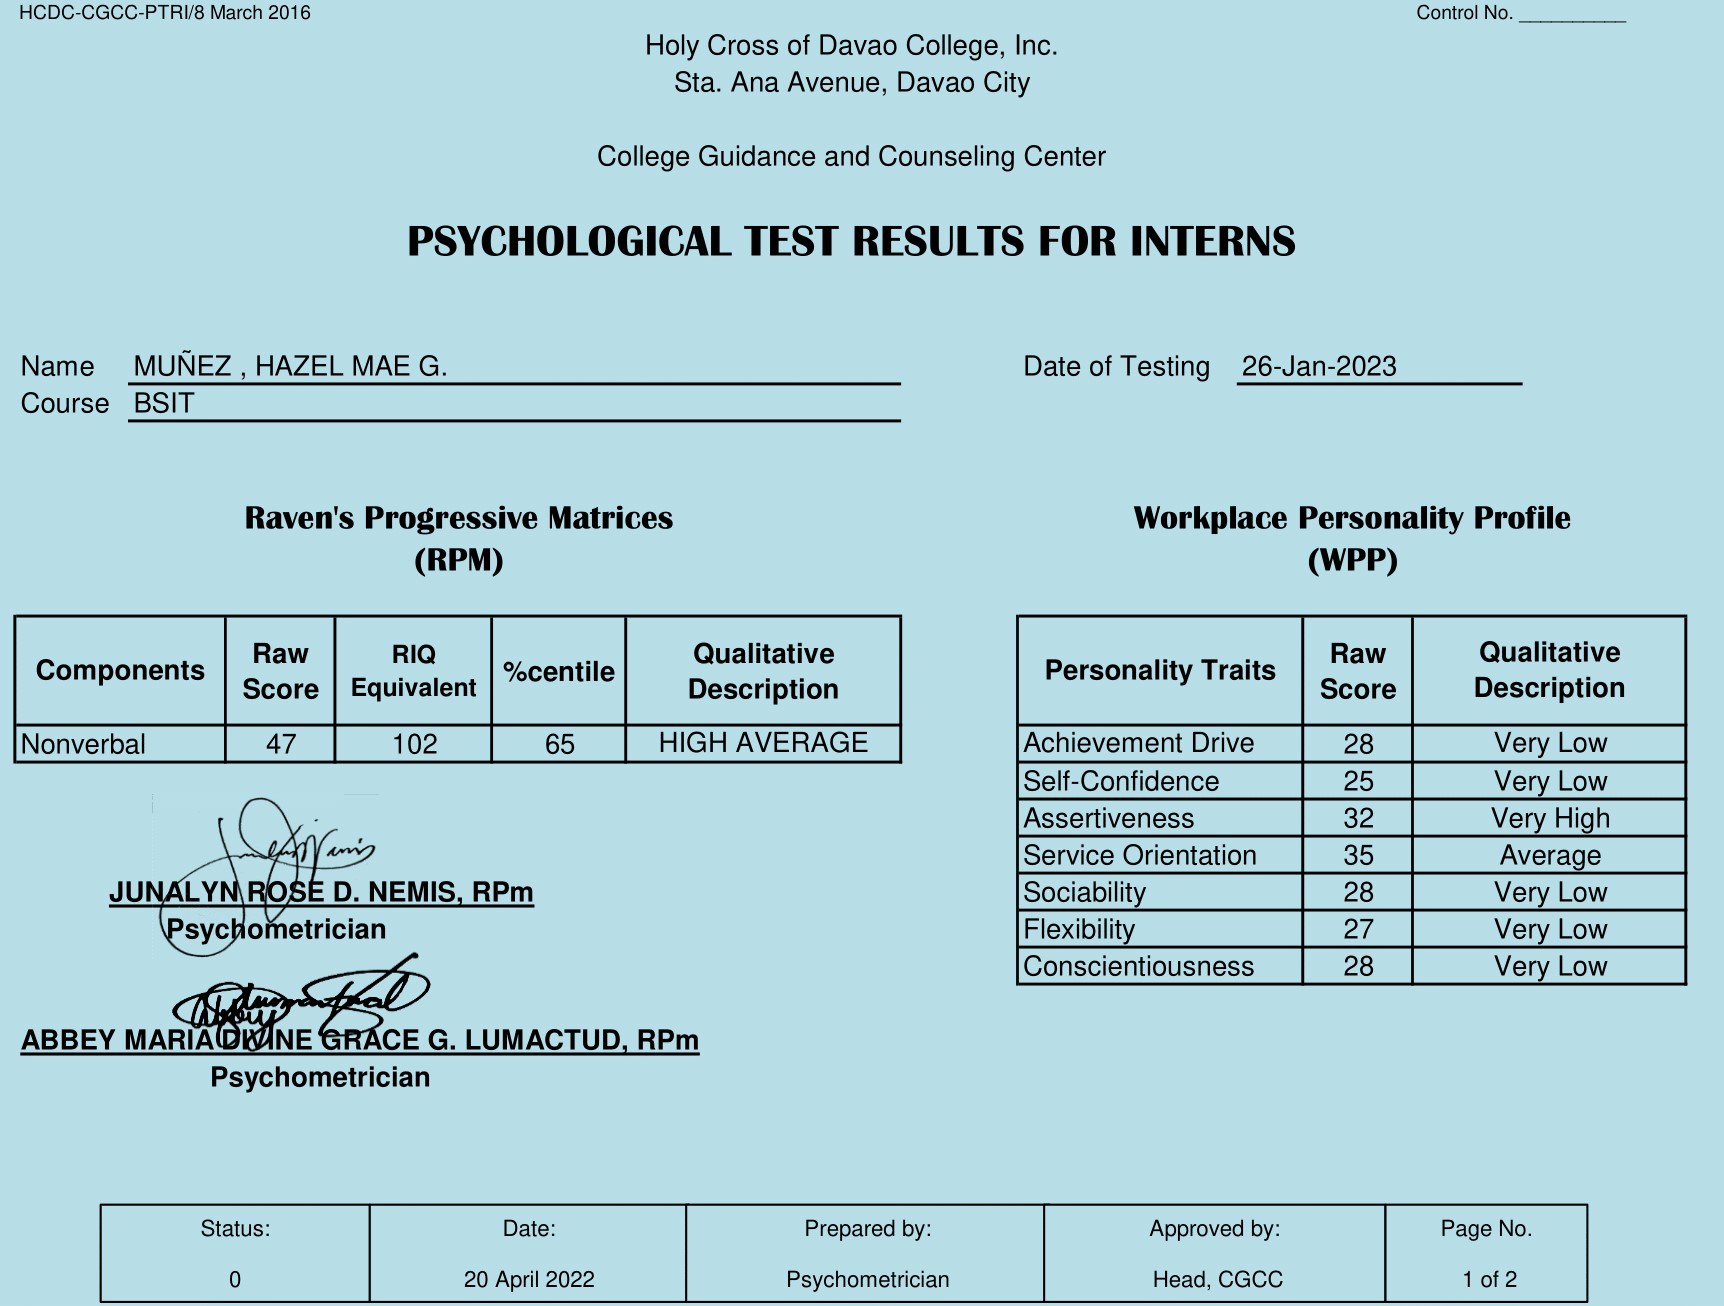 HCDC-CGCC-PTRI/8 March 2016
Control No. __________
Holy Cross of Davao College, Inc.
Sta. Ana Avenue, Davao City
College Guidance and Counseling Center
PSYCHOLOGICAL TEST RESULTS FOR INTERNS
Name MUÑEZ , HAZEL MAE G.
Date of Testing 26-Jan-2023
Course BSIT
Raven's Progressive Matrices
(RPM)
Components Raw Score RIQ Equivalent %centile Qualitative Description
Nonverbal 47 102 65 HIGH AVERAGE
JUNALYN ROSE D. NEMIS, RPm
Psychometrician
ABBEY MARIA DIVINE GRACE G. LUMACTUD, RPm
Psychometrician
Workplace Personality Profile
(WPP)
Personality Traits Raw Score Qualitative Description
Achievement Drive 28 Very Low
Self-Confidence 25 Very Low
Assertiveness 32 Very High
Service Orientation 35 Average
Sociability 28 Very Low
Flexibility 27 Very Low
Conscientiousness 28 Very Low
Status: Date: Prepared by: Approved by: Page No.
0 20 April 2022 Psychometrician Head, CGCC 1 of 2